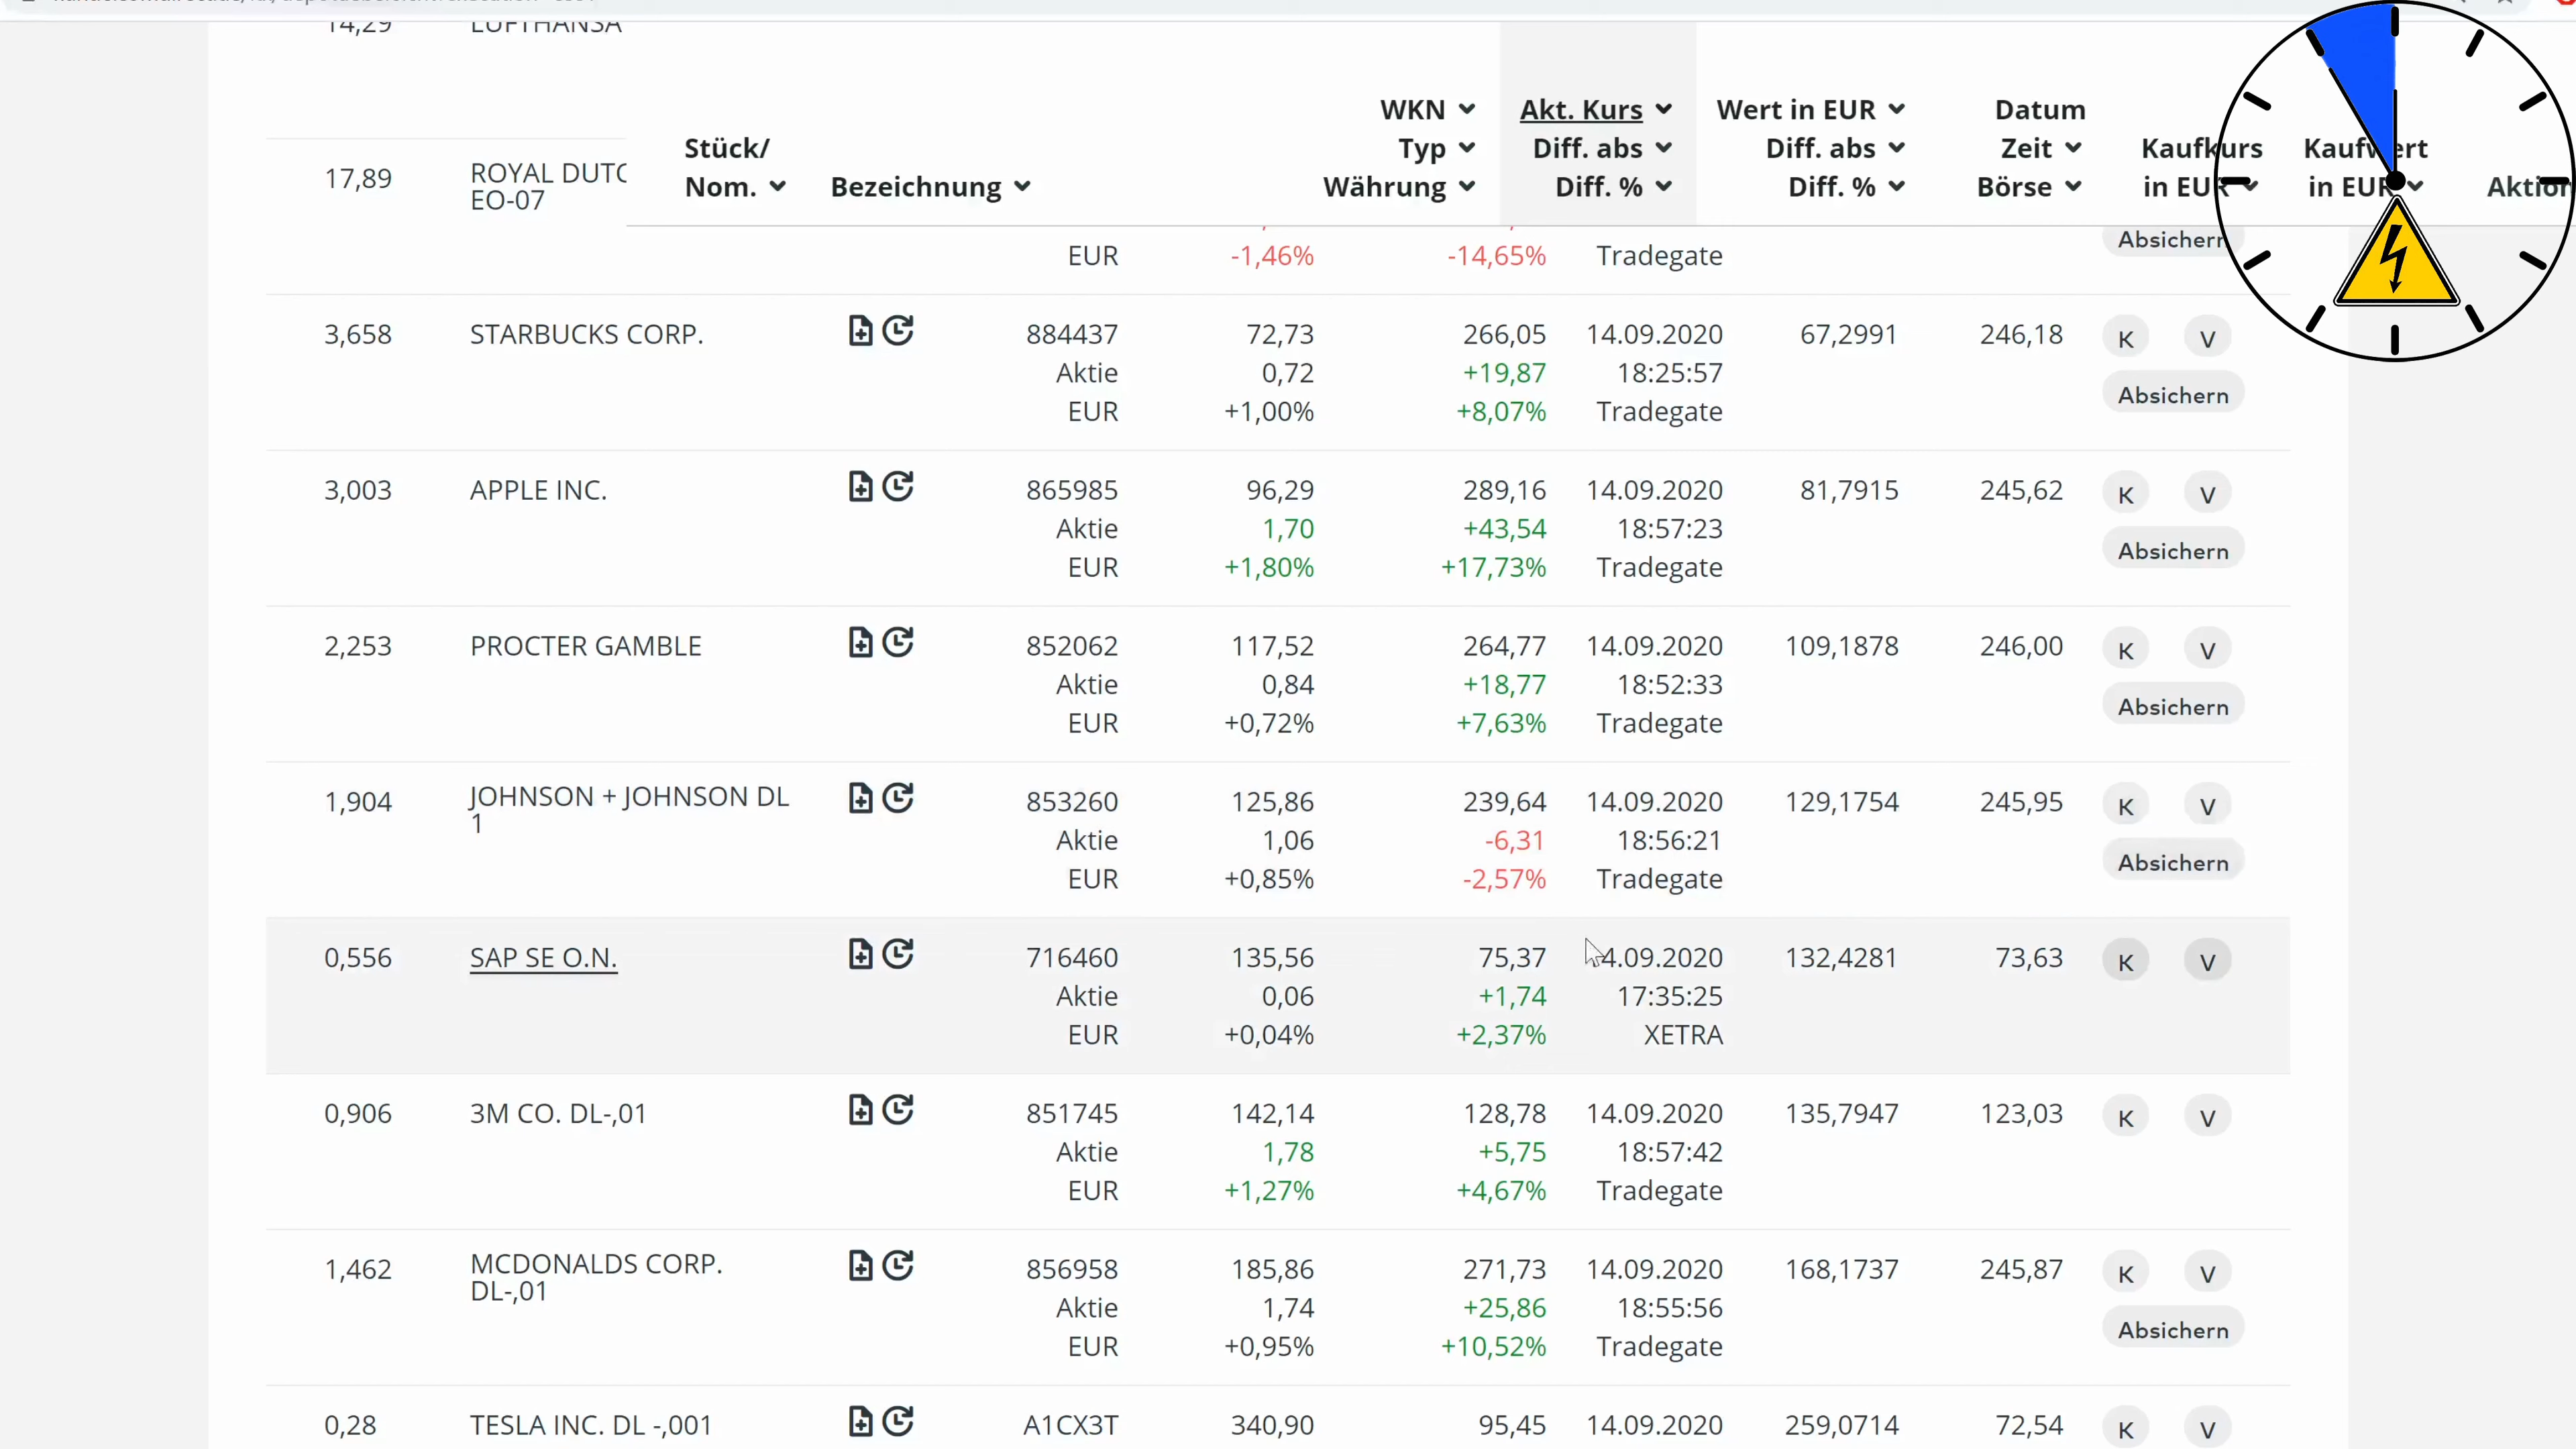 14,29 LUFTHANSA
WKN Akt. Kurs Wert in EUR Datum
Stück/ Typ Diff. abs Diff. abs Zeit Kaufkurs Kaufwert
Nom. Bezeichnung Währung Diff. % Diff. % Börse in EUR in EUR Aktion
17,89 ROYAL DUTC
EO-07
Absichern
EUR -1,46% -14,65% Tradegate
3,658 STARBUCKS CORP. 884437 72,73 266,05 14.09.2020 67,2991 246,18 K V
Aktie 0,72 +19,87 18:25:57
EUR +1,00% +8,07% Tradegate Absichern
3,003 APPLE INC. 865985 96,29 289,16 14.09.2020 81,7915 245,62 K V
Aktie 1,70 +43,54 18:57:23
EUR +1,80% +17,73% Tradegate Absichern
2,253 PROCTER GAMBLE 852062 117,52 264,77 14.09.2020 109,1878 246,00 K V
Aktie 0,84 +18,77 18:52:33
EUR +0,72% +7,63% Tradegate Absichern
1,904 JOHNSON + JOHNSON DL 853260 125,86 239,64 14.09.2020 129,1754 245,95 K V
1
Aktie 1,06 -6,31 18:56:21
EUR +0,85% -2,57% Tradegate Absichern
0,556 SAP SE O.N. 716460 135,56 75,37 14.09.2020 132,4281 73,63 K V
Aktie 0,06 +1,74 17:35:25
EUR +0,04% +2,37% XETRA
0,906 3M CO. DL-,01 851745 142,14 128,78 14.09.2020 135,7947 123,03 K V
Aktie 1,78 +5,75 18:57:42
EUR +1,27% +4,67% Tradegate
1,462 MCDONALDS CORP. 856958 185,86 271,73 14.09.2020 168,1737 245,87 K V
DL-,01
Aktie 1,74 +25,86 18:55:56
EUR +0,95% +10,52% Tradegate Absichern
0,28 TESLA INC. DL -,001 A1CX3T 340,90 95,45 14.09.2020 259,0714 72,54 K V